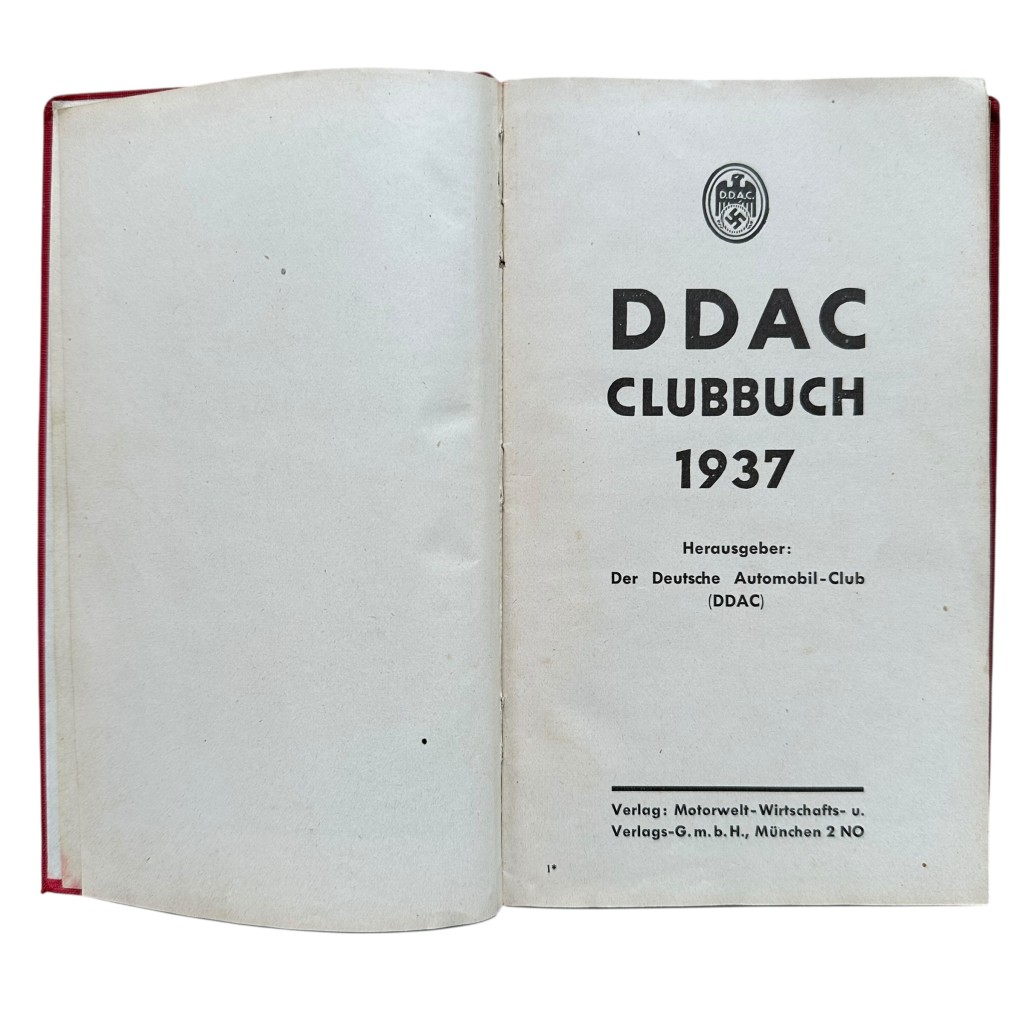 D.D.A.C.
DDAC
CLUBBUCH
1937
Herausgeber:
Der Deutsche Automobil-Club
(DDAC)
Verlag: Motorwelt-Wirtschafts- u.
Verlags-G.m.b.H., München 2 NO
1*